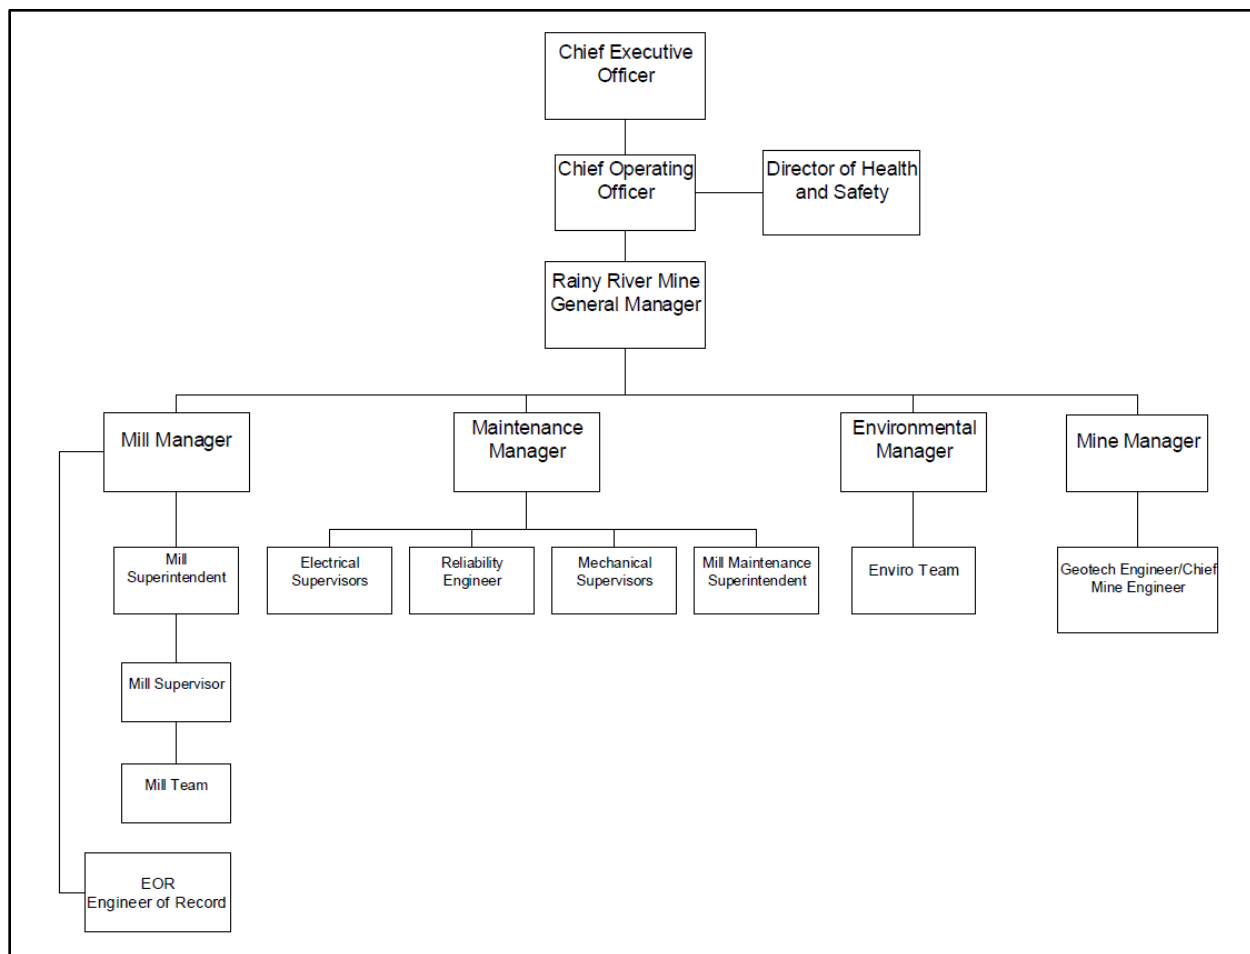 Chief Executive
Officer
Chief Operating
Officer
Director of Health
and Safety
Rainy River Mine
General Manager
Mill Manager
Maintenance
Manager
Environmental
Manager
Mine Manager
Mill
Superintendent
Electrical
Supervisors
Reliability
Engineer
Mechanical
Supervisors
Mill Maintenance
Superintendent
Enviro Team
Geotech Engineer/Chief
Mine Engineer
Mill Supervisor
Mill Team
EOR
Engineer of Record